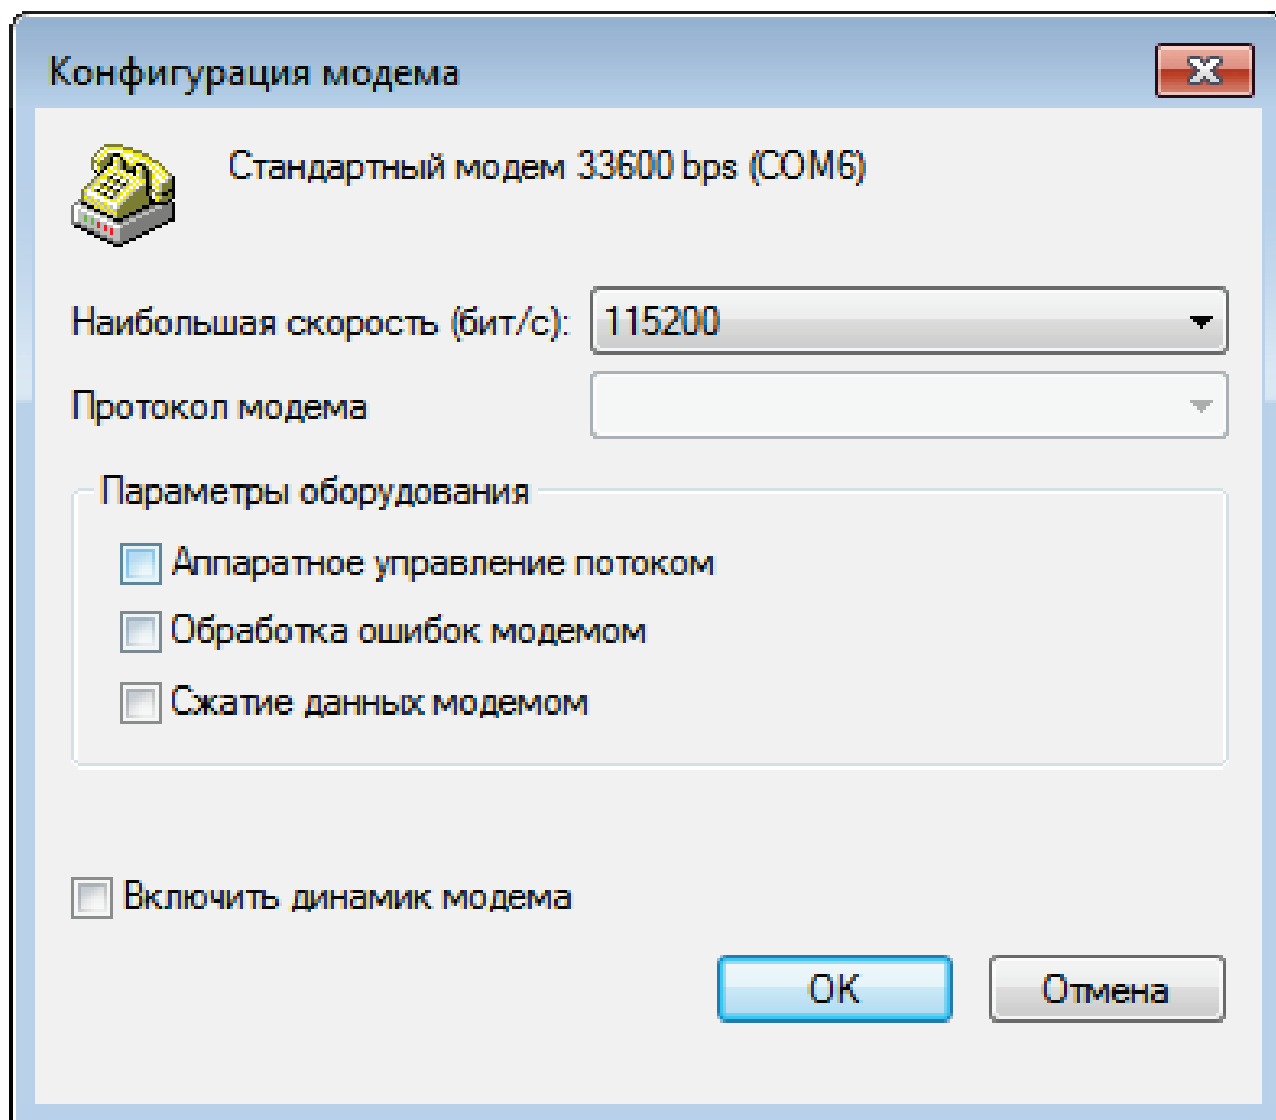 Конфигурация модема
Стандартный модем 33600 bps (COM6)
Наибольшая скорость (бит/с): 115200
Протокол модема
Параметры оборудования
Аппаратное управление потоком
Обработка ошибок модемом
Сжатие данных модемом
Включить динамик модема
ОК Отмена